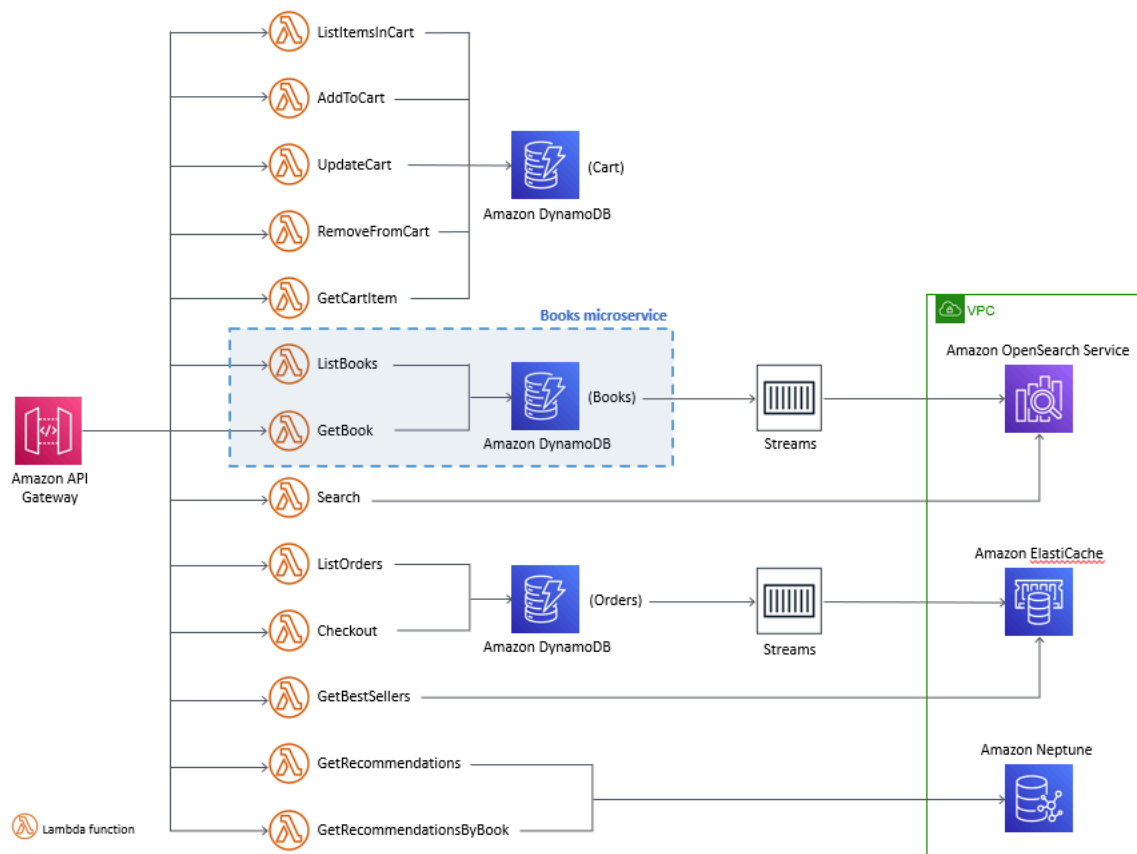 ListItemsInCart
AddToCart
UpdateCart
(Cart)
Amazon DynamoDB
RemoveFromCart
GetCartItem
Books microservice
VPC
ListBooks
Amazon OpenSearch Service
(Books)
GetBook
Amazon DynamoDB
Streams
Amazon API
Gateway
Search
ListOrders
Amazon ElastiCache
(Orders)
Checkout
Amazon DynamoDB
Streams
GetBestSellers
GetRecommendations
Amazon Neptune
Lambda function
GetRecommendationsByBook